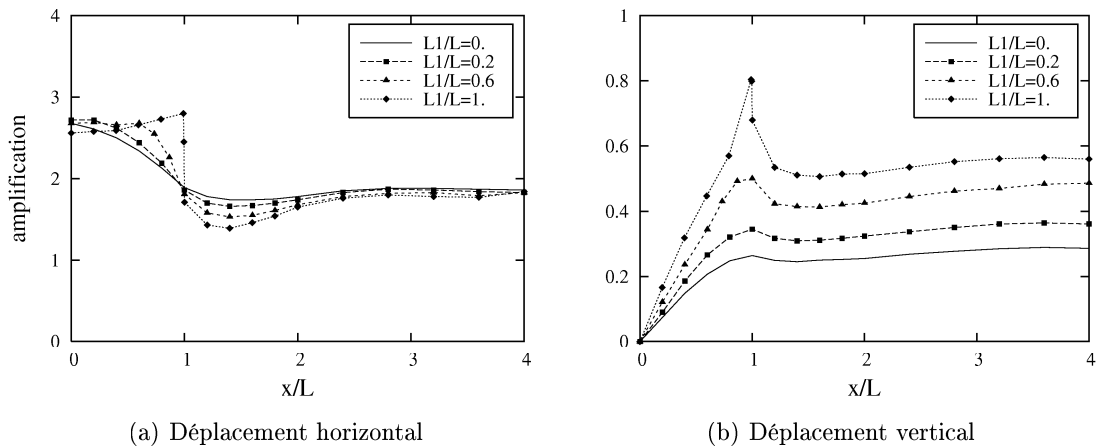 4
3
2
1
0
amplification
L1/L=0.
L1/L=0.2
L1/L=0.6
L1/L=1.
0 1 2 3 4
x/L
(a) Déplacement horizontal
1
0.8
0.6
0.4
0.2
0
L1/L=0.
L1/L=0.2
L1/L=0.6
L1/L=1.
0 1 2 3 4
x/L
(b) Déplacement vertical